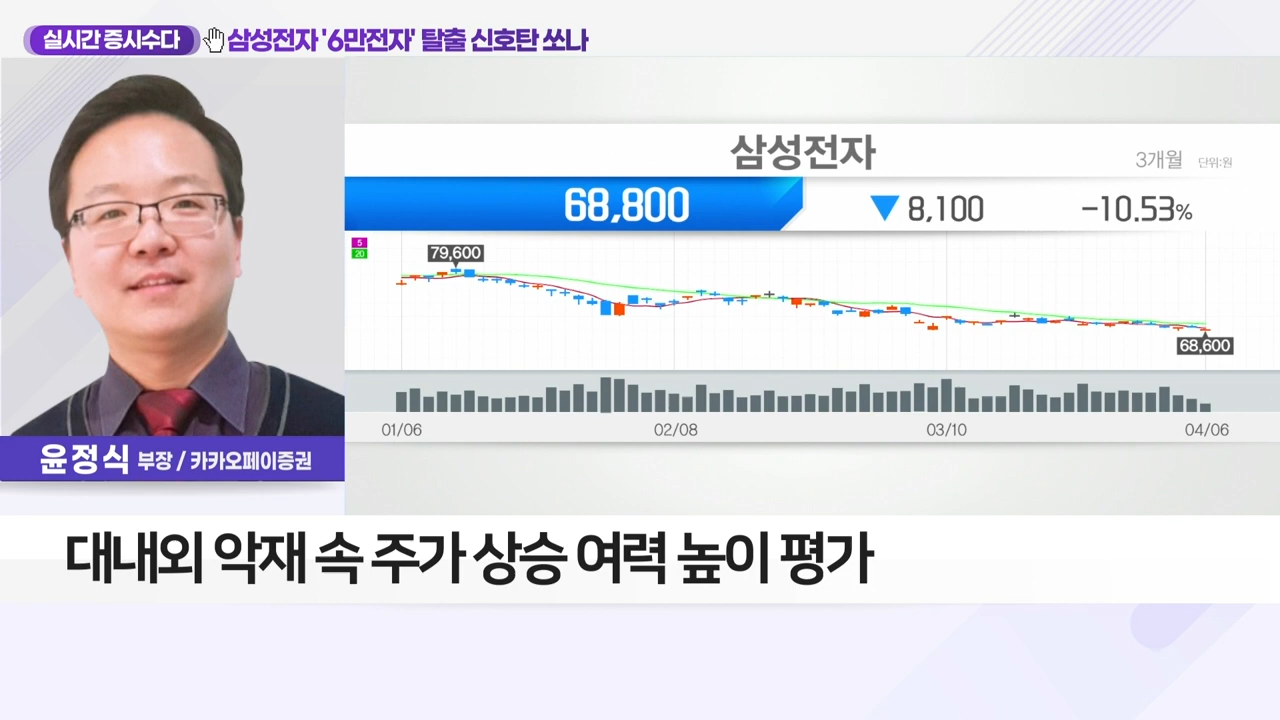 실시간 증시수다 삼성전자 '6만전자' 탈출 신호탄 쏘나
삼성전자
3개월 단위:원
68,800 ▼ 8,100 -10.53%
5
20
79,600
68,600
01/06 02/08 03/10 04/06
윤정식 부장 / 카카오페이증권
대내외 악재 속 주가 상승 여력 높이 평가